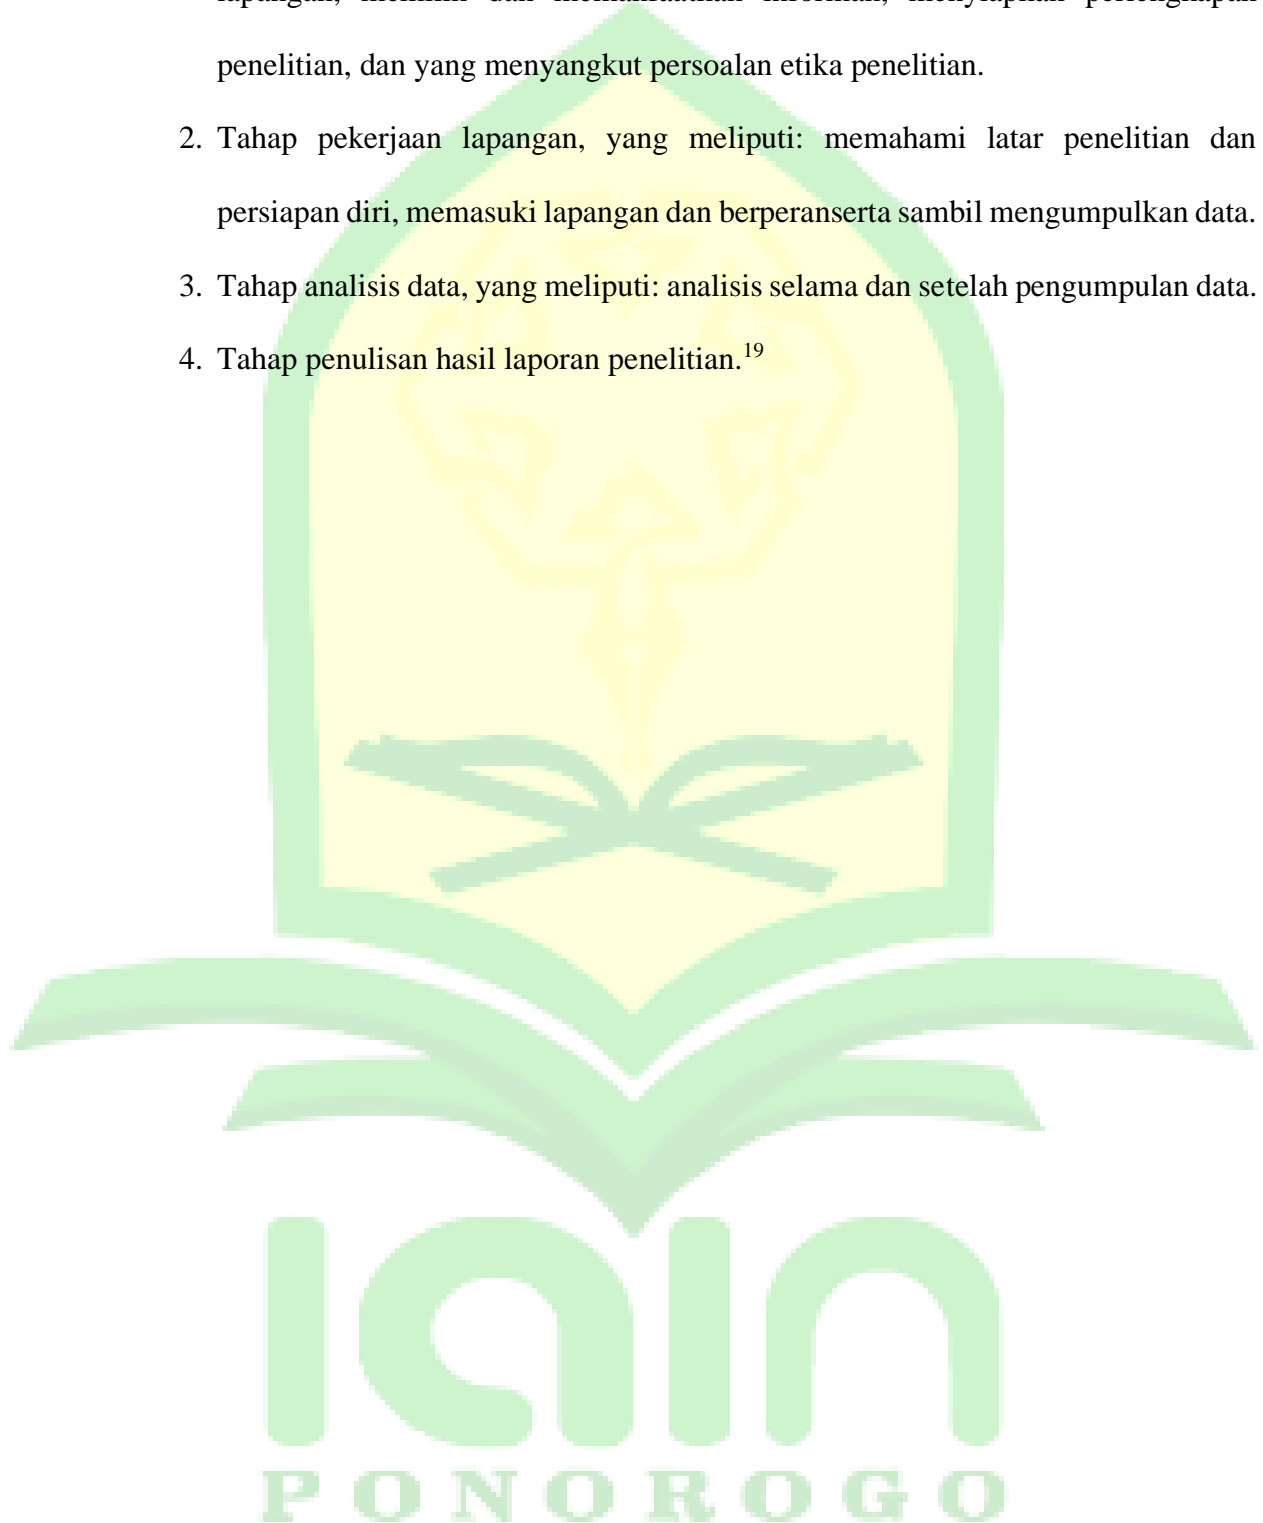 penelitian, dan yang menyangkut persoalan etika penelitian.
2. Tahap pekerjaan lapangan, yang meliputi: memahami latar penelitian dan
persiapan diri, memasuki lapangan dan berperanserta sambil mengumpulkan data.
3. Tahap analisis data, yang meliputi: analisis selama dan setelah pengumpulan data.
4. Tahap penulisan hasil laporan penelitian.19
iain
PONOROGO